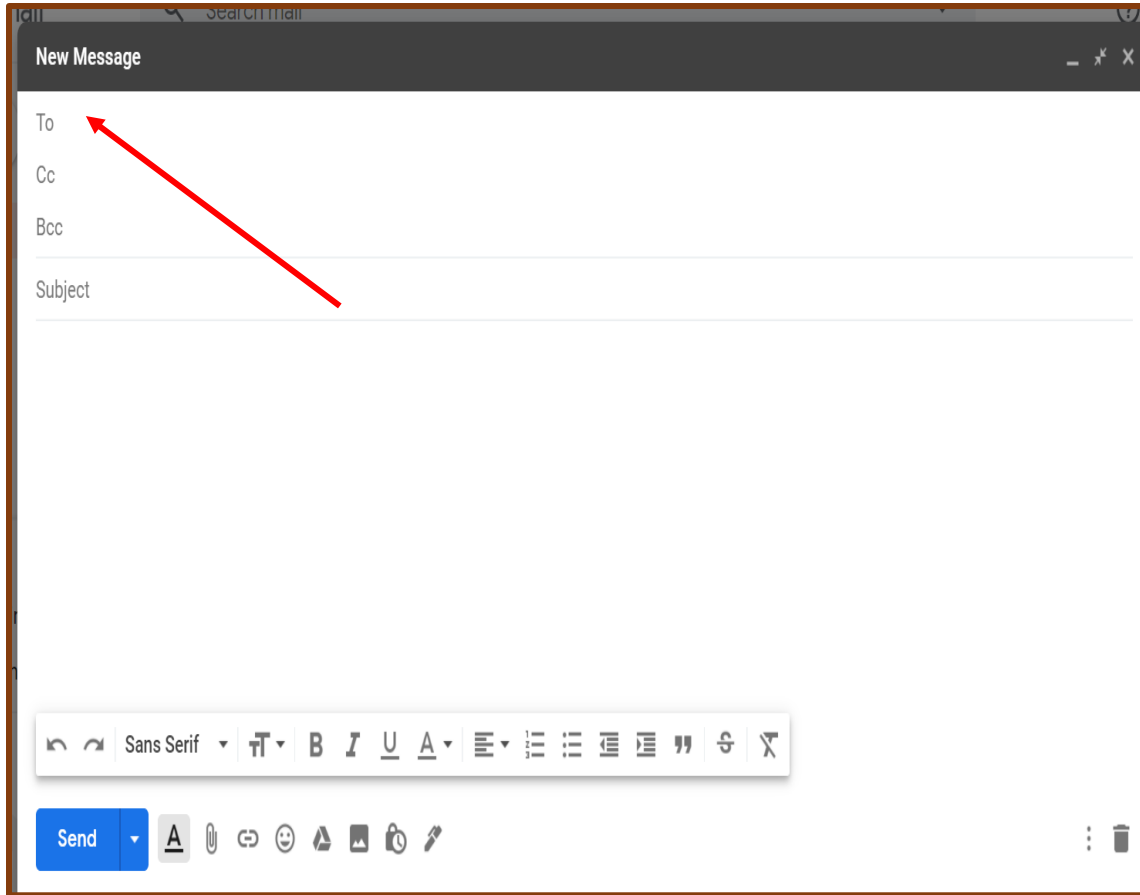 Search mail
New Message
To
Cc
Bcc
Subject
Sans Serif
Send